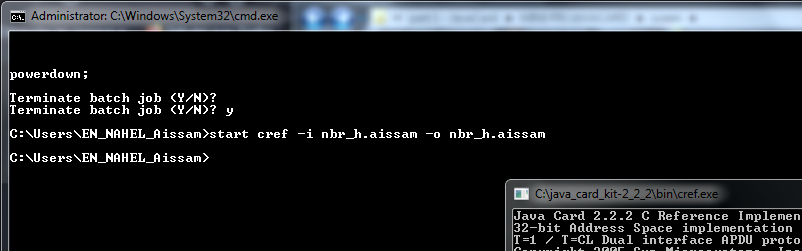 Administrator: C:\Windows\System32\cmd.exe
powerdown;
Terminate batch job (Y/N)?
Terminate batch job (Y/N)? y
C:\Users\EN_NAHEL_Aissam>start cref -i nbr_h.aissam -o nbr_h.aissam
C:\Users\EN_NAHEL_Aissam>
C:\java_card_kit-2_2_2\bin\cref.exe
Java Card 2.2.2 C Reference Implemen
32-bit Address Space implementation
T=1 / T=CL Dual interface APDU proto